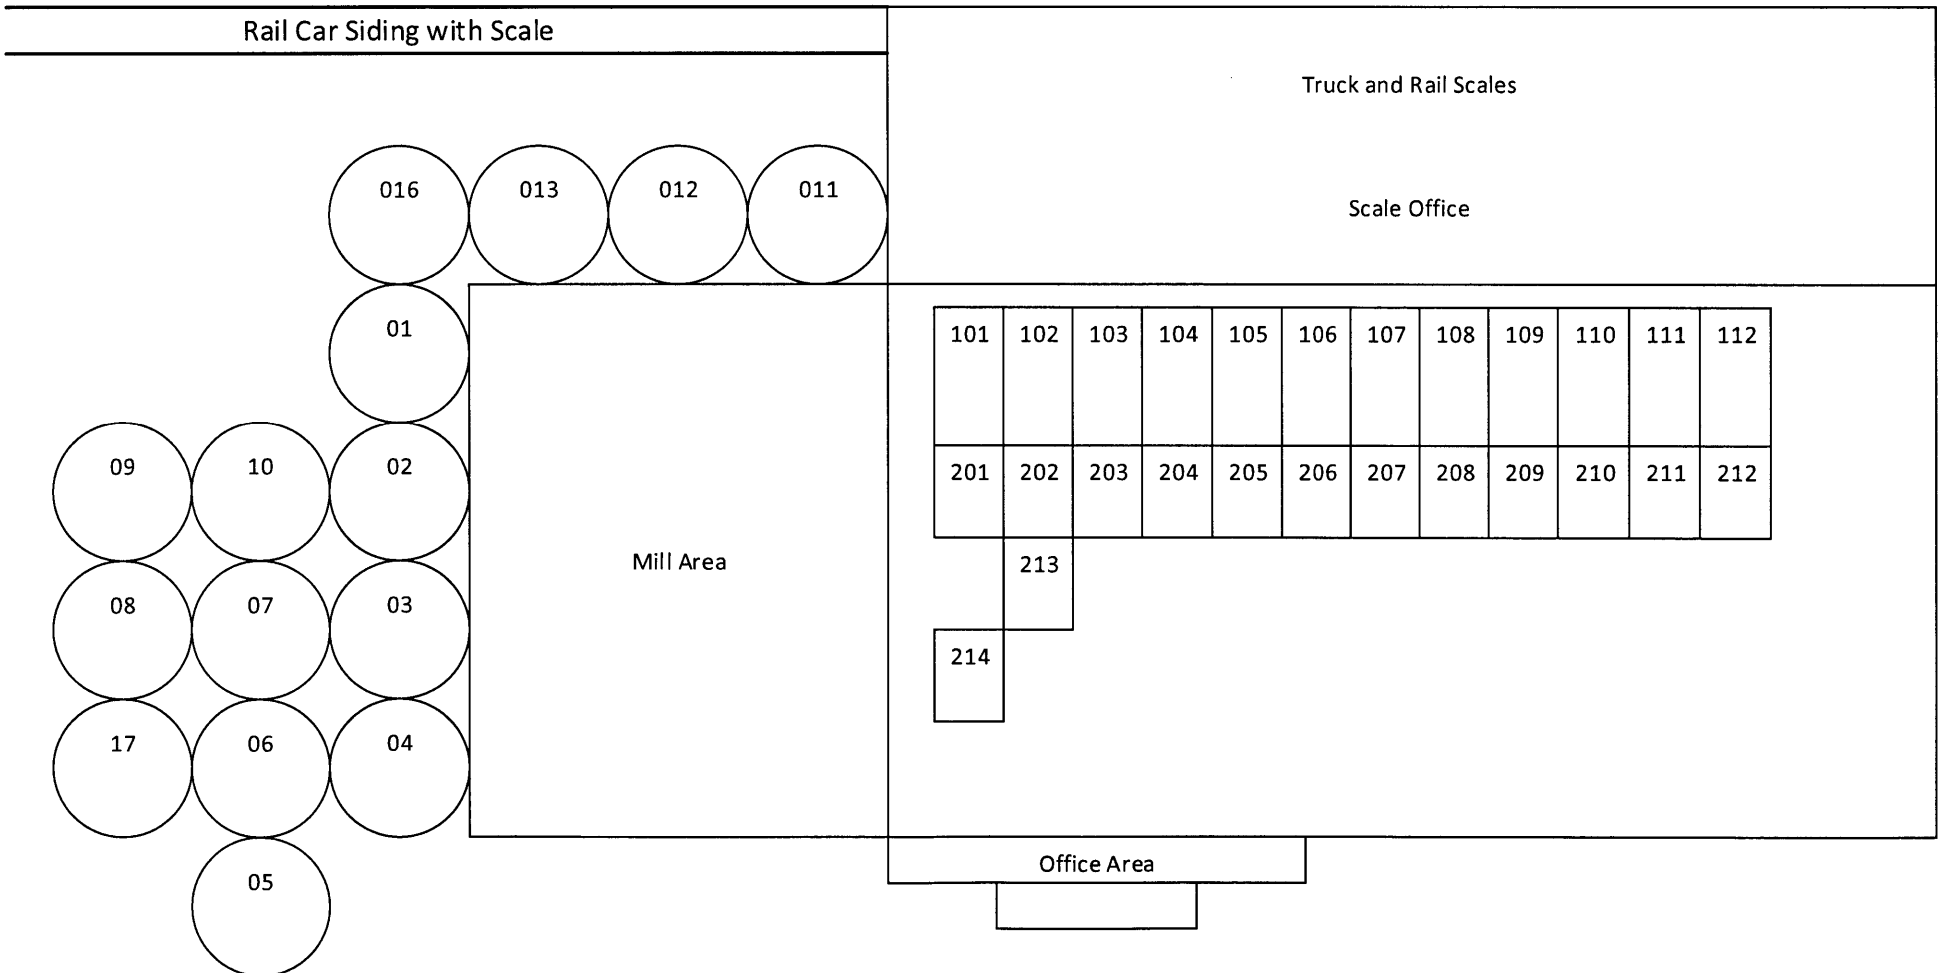 Rail Car Siding with Scale
Truck and Rail Scales
016 013 012 011
Scale Office
01
101 102 103 104 105 106 107 108 109 110 111 112
09 10 02
201 202 203 204 205 206 207 208 209 210 211 212
Mill Area
213
08 07 03
214
17 06 04
Office Area
05